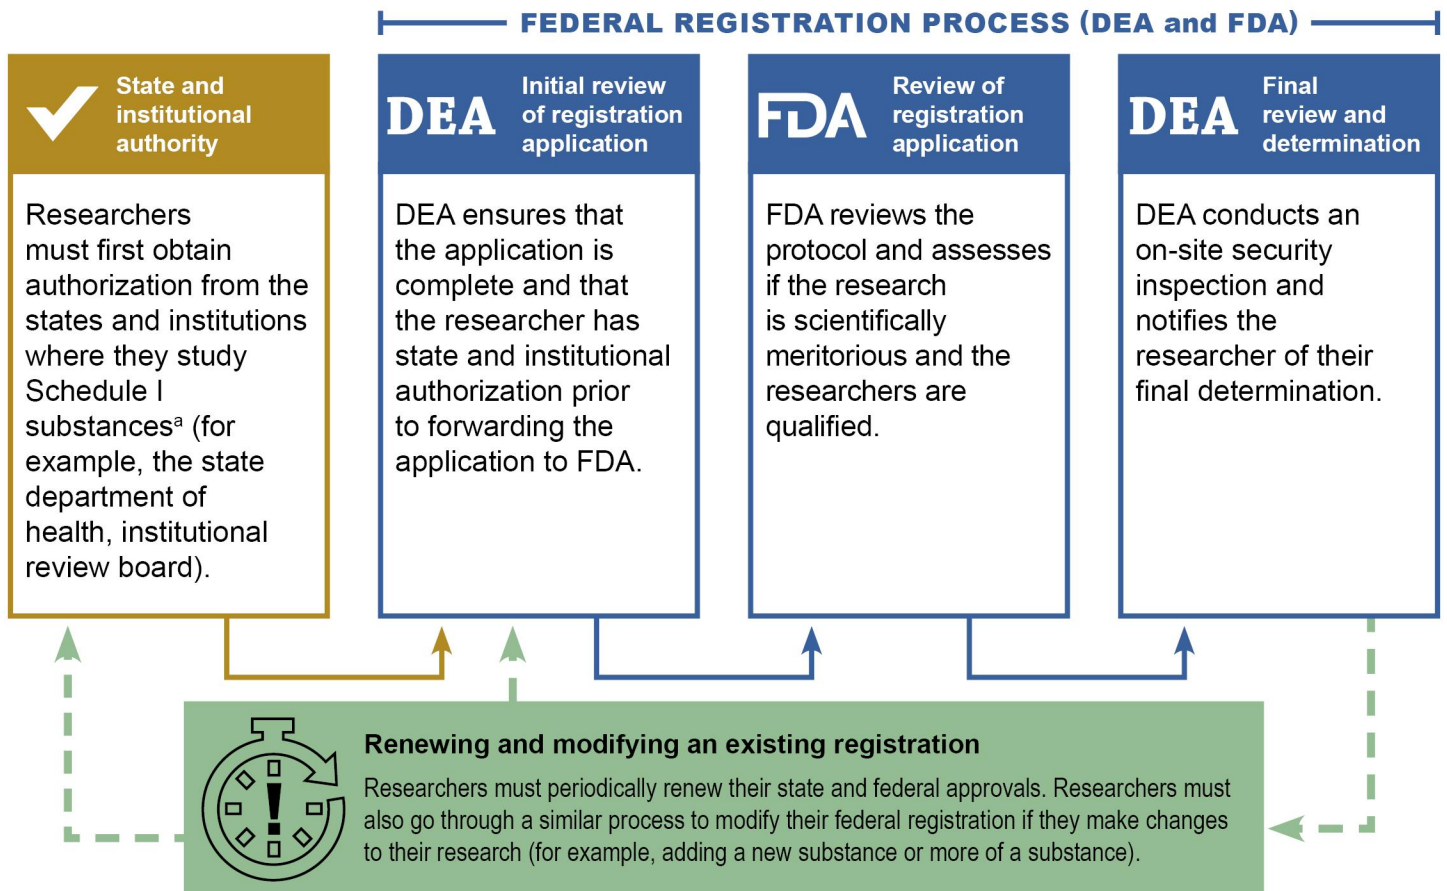 FEDERAL REGISTRATION PROCESS (DEA and FDA)
State and
institutional
authority
Researchers
must first obtain
authorization from the
states and institutions
where they study
Schedule I
substancesᵃ (for
example, the state
department of
health, institutional
review board).
DEA
Initial review
of registration
application
DEA ensures that
the application is
complete and that
the researcher has
state and institutional
authorization prior
to forwarding the
application to FDA.
FDA
Review of
registration
application
FDA reviews the
protocol and assesses
if the research
is scientifically
meritorious and the
researchers are
qualified.
DEA
Final
review and
determination
DEA conducts an
on-site security
inspection and
notifies the
researcher of their
final determination.
Renewing and modifying an existing registration
Researchers must periodically renew their state and federal approvals. Researchers must
also go through a similar process to modify their federal registration if they make changes
to their research (for example, adding a new substance or more of a substance).